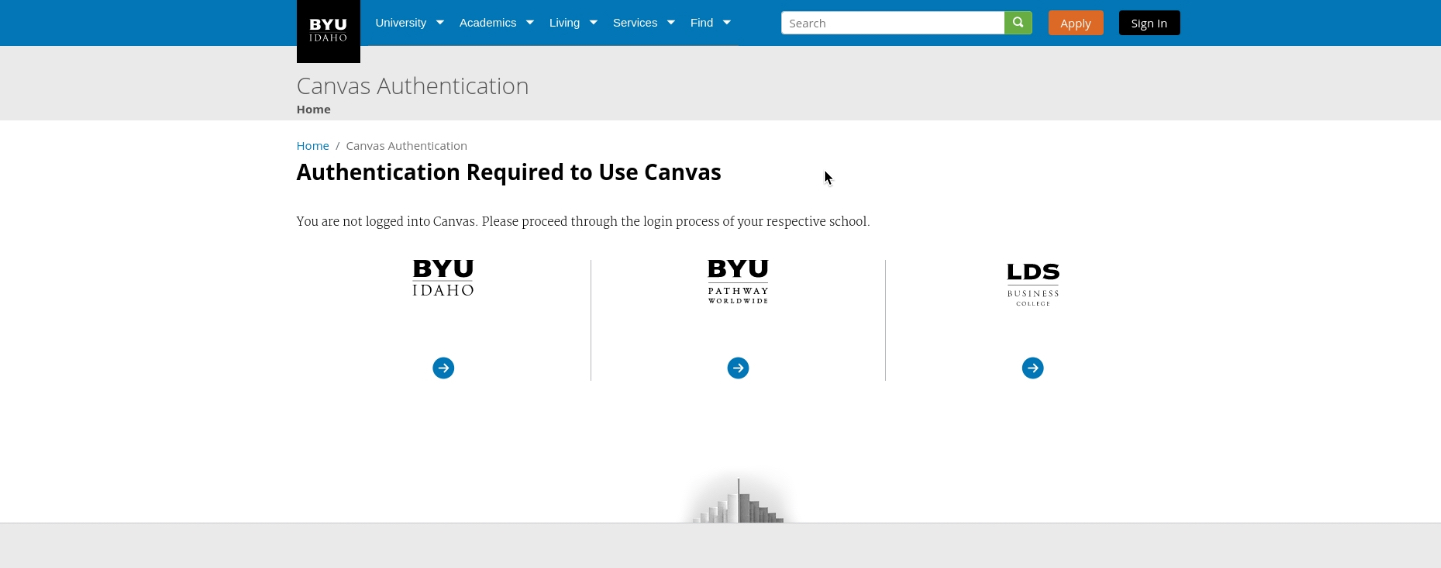 BYU
IDAHO
University Academics Living Services Find
Search
Apply
Sign In
Canvas Authentication
Home
Home / Canvas Authentication
Authentication Required to Use Canvas
You are not logged into Canvas. Please proceed through the login process of your respective school.
BYU
IDAHO
BYU
PATHWAY
WORLDWIDE
LDS
BUSINESS
COLLEGE